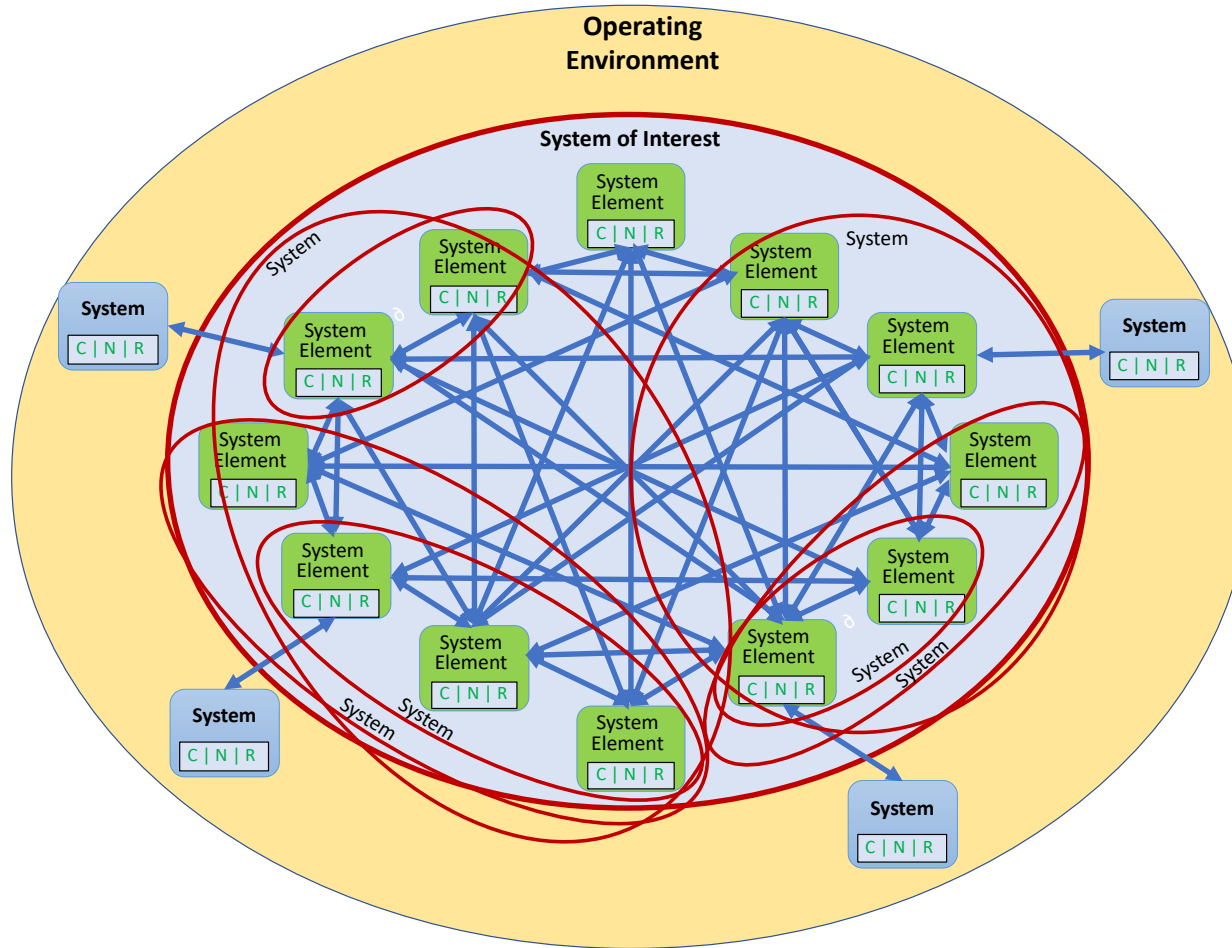 Operating
Environment
System of Interest
System
Element
C | N | R
System
System
Element
C | N | R
System
Element
C | N | R
System
System
C | N | R
System
Element
C | N | R
∂
System
Element
C | N | R
System
C | N | R
System
Element
C | N | R
System
Element
C | N | R
System
Element
C | N | R
System
Element
C | N | R
System
Element
C | N | R
System
Element
C | N | R
∂
System
System
System
C | N | R
System
System
System
Element
C | N | R
System
C | N | R